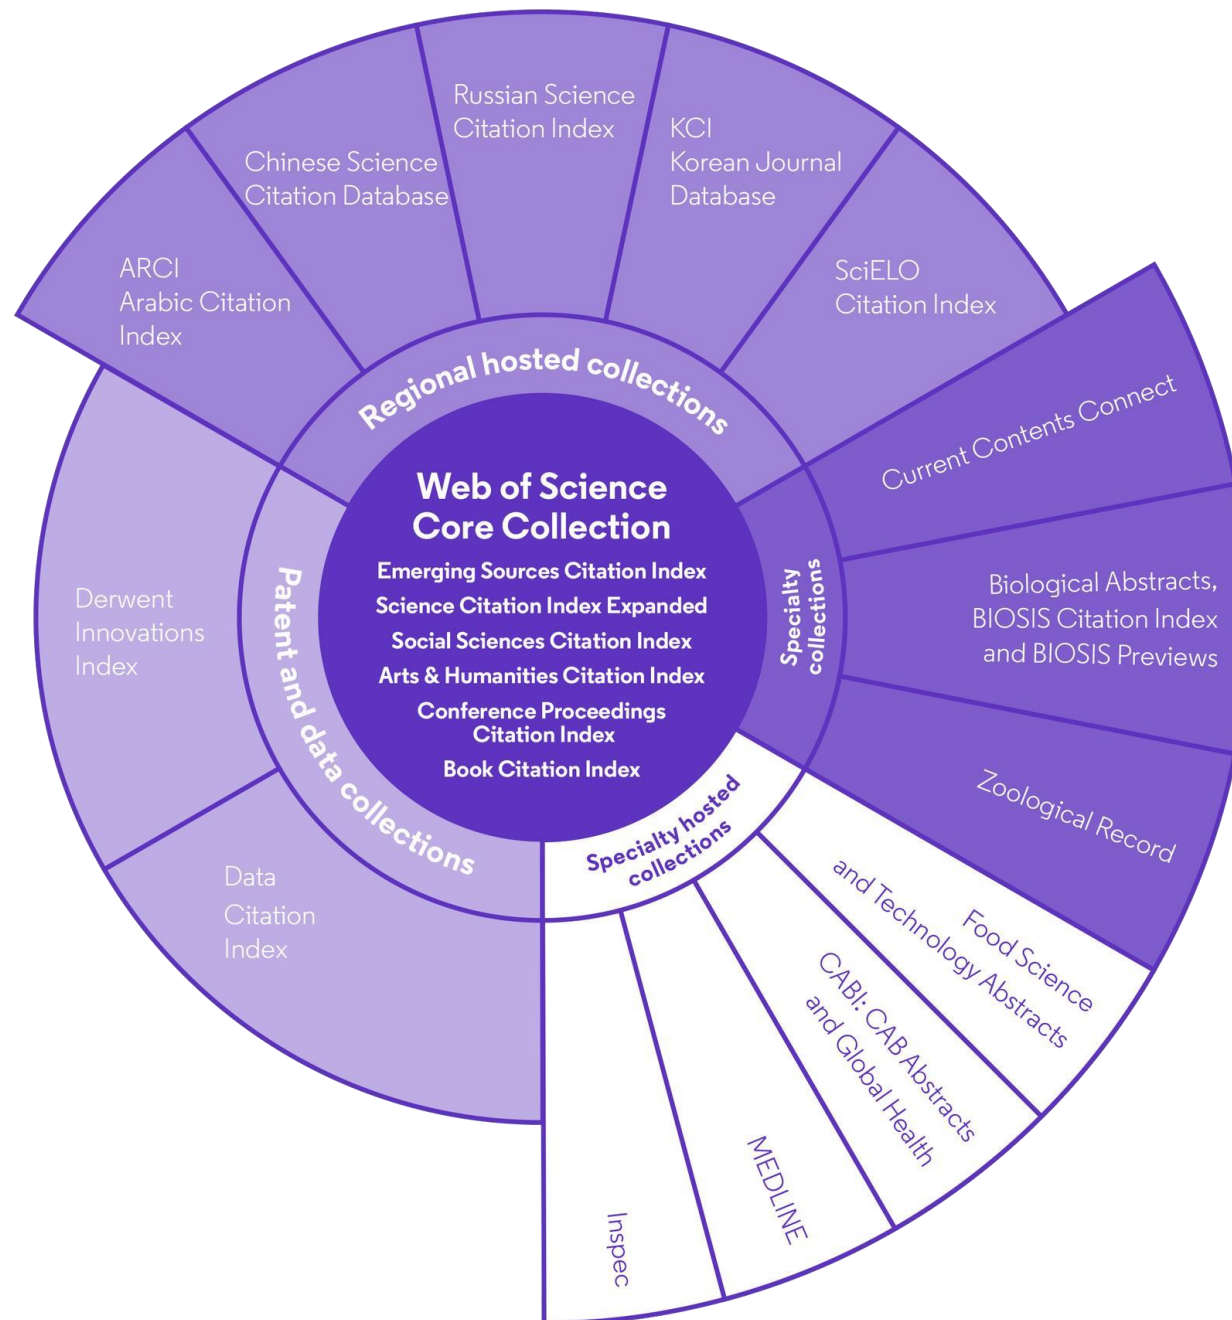 Russian Science
Citation Index
KCI
Korean Journal
Database
Chinese Science
Citation Database
ARCI
Arabic Citation
Index
SciELO
Citation Index
Regional hosted collections
Current Contents Connect
Biological Abstracts,
BIOSIS Citation Index
and BIOSIS Previews
Zoological Record
Specialty
collections
Web of Science
Core Collection
Emerging Sources Citation Index
Science Citation Index Expanded
Social Sciences Citation Index
Arts & Humanities Citation Index
Conference Proceedings
Citation Index
Book Citation Index
Patent and data collections
Derwent
Innovations
Index
Data
Citation
Index
Specialty hosted
collections
Food Science
and Technology Abstracts
CABI: CAB Abstracts
and Global Health
MEDLINE
Inspec